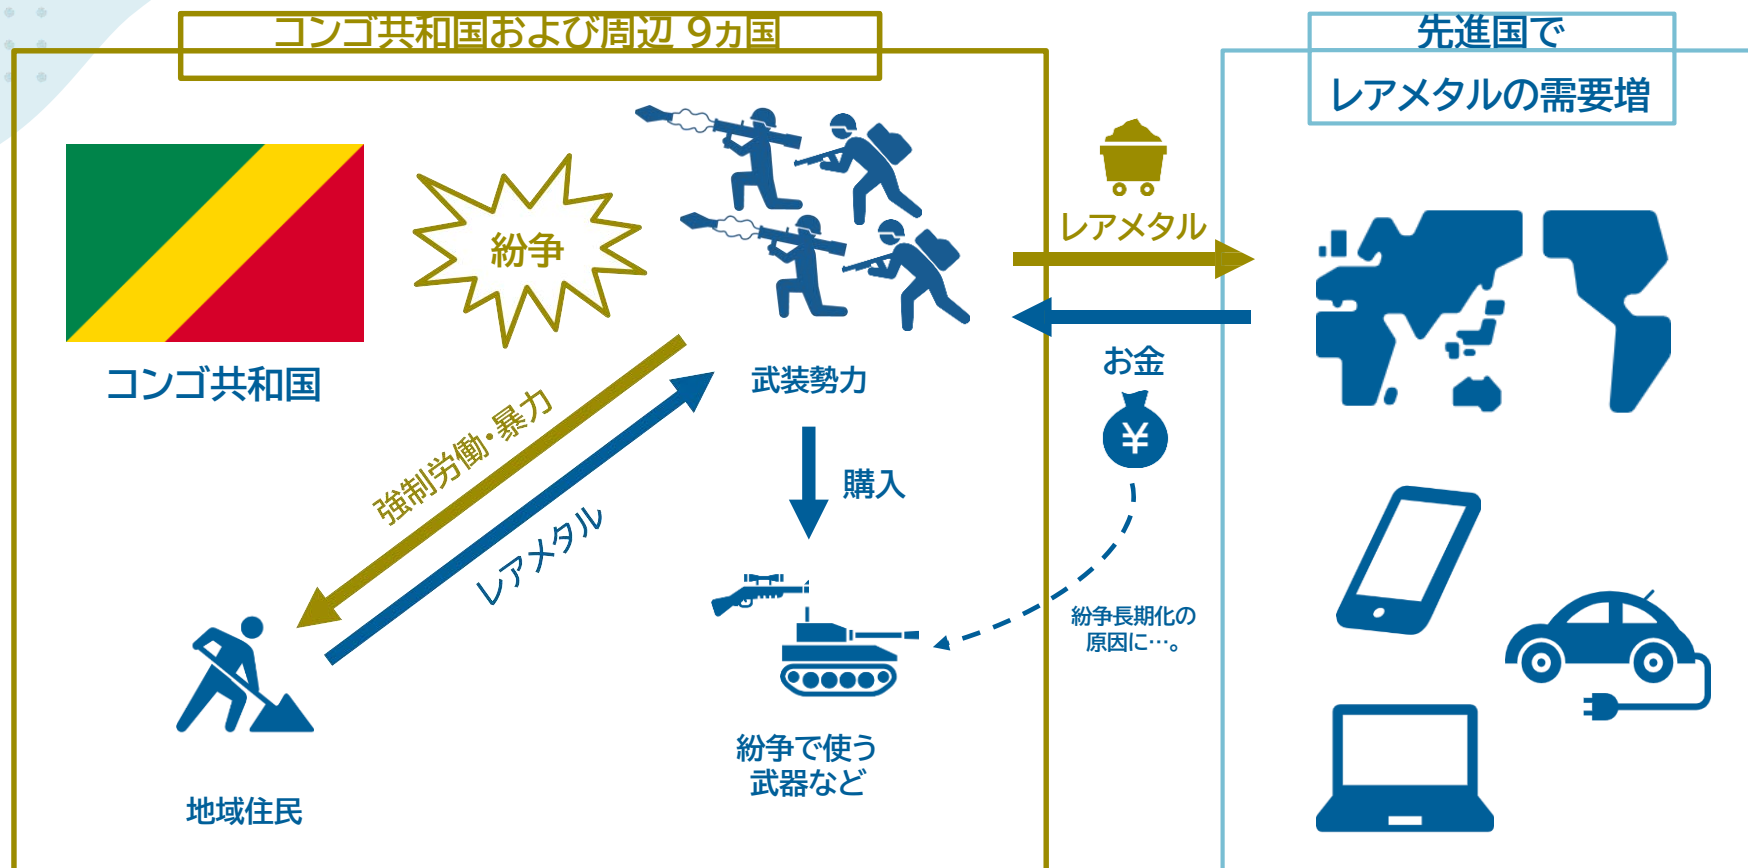 コンゴ共和国および周辺 9ヵ国
先進国で
レアメタルの需要増
紛争
レアメタル
コンゴ共和国
武装勢力
お金
¥
強制労働・暴力
レアメタル
購入
紛争長期化の
原因に…。
紛争で使う
武器など
地域住民